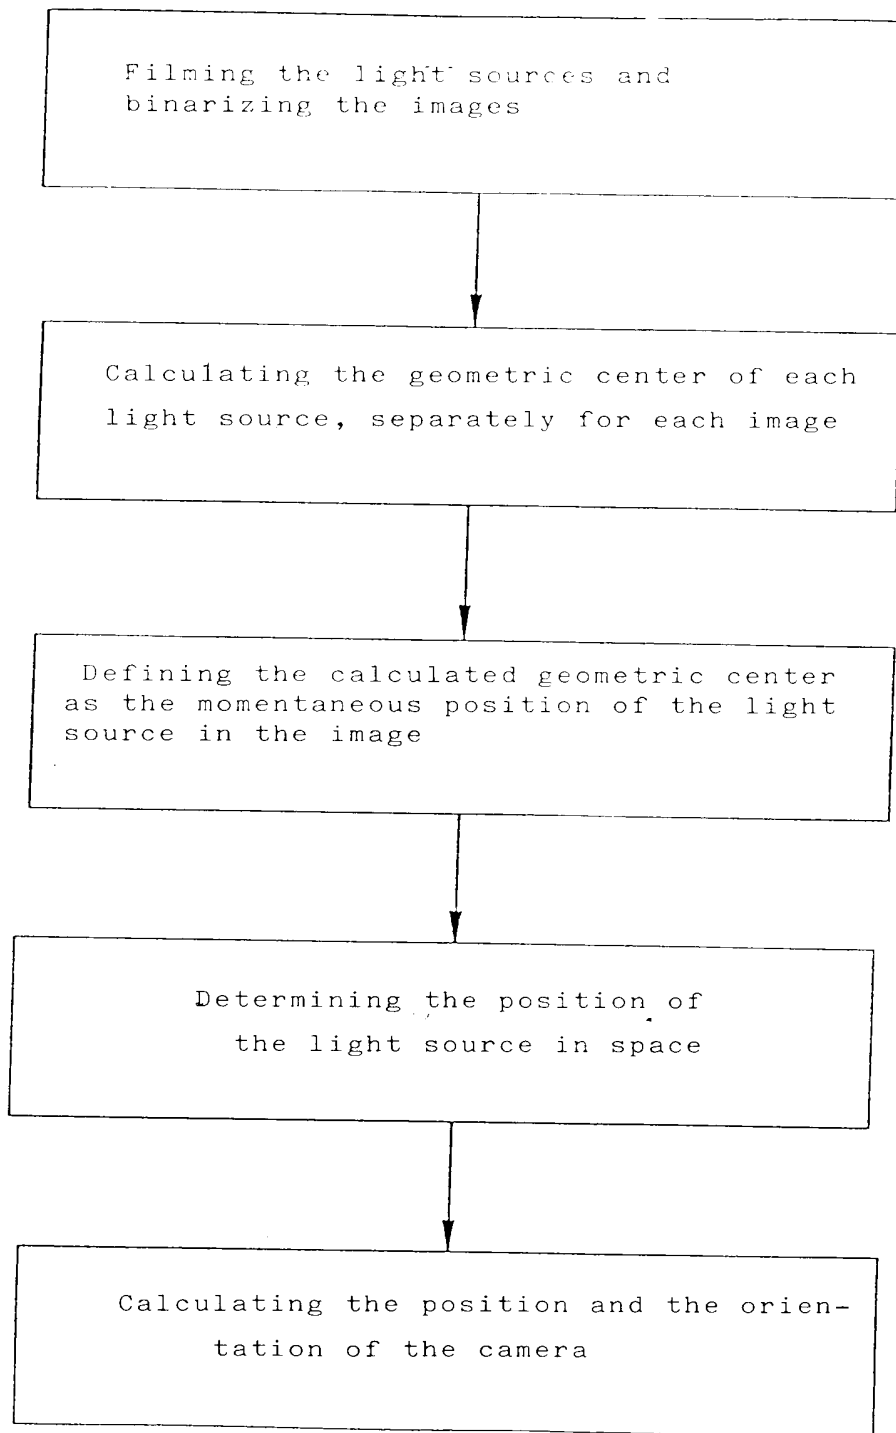 Filming the light sources and
binarizing the images
Calculating the geometric center of each
light source, separately for each image
Defining the calculated geometric center
as the momentaneous position of the light
source in the image
Determining the position of
the light source in space
Calculating the position and the orien-
tation of the camera